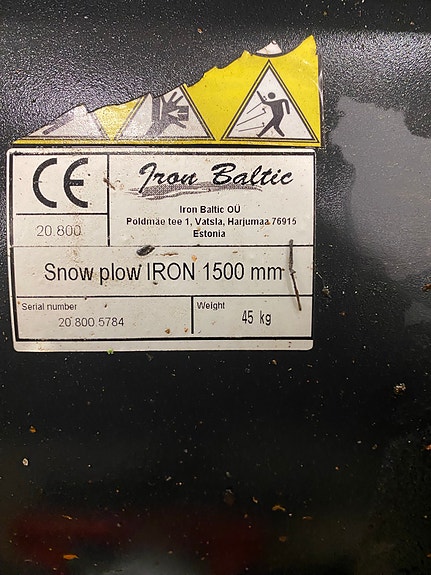 CE
20.800
Iron Baltic
Iron Baltic OÜ
Põldmäe tee 1, Vatsla, Harjumaa 76915
Estonia
Snow plow IRON 1500 mm
Serial number
20.800.5784
Weight
45 kg